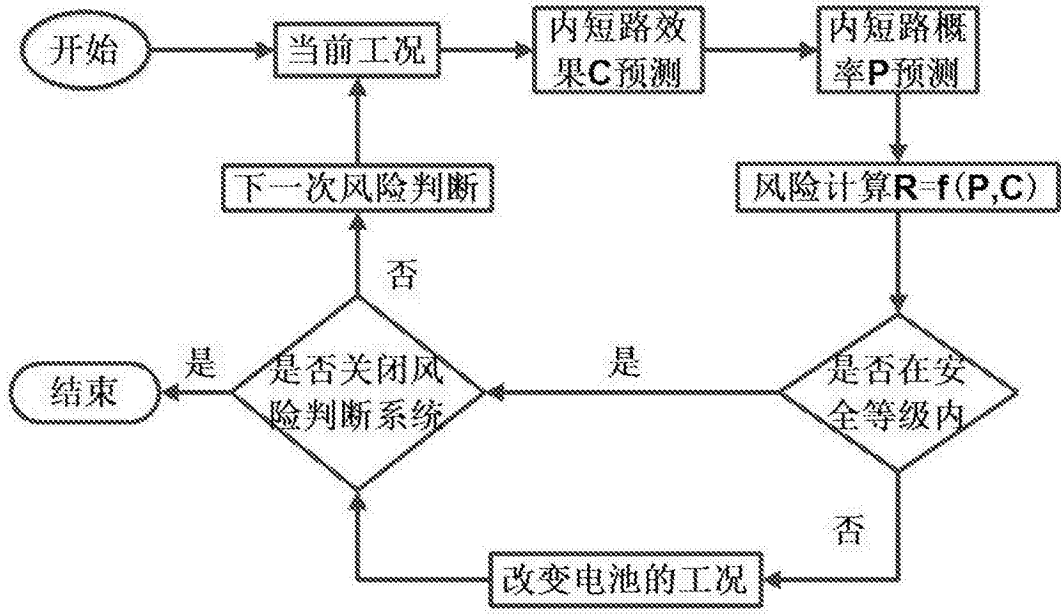 开始
当前工况
内短路效
果C预测
内短路概
率P预测
下一次风险判断
风险计算R=f(P,C)
否
是
是否关闭风
险判断系统
是
是否在安
全等级内
结束
否
改变电池的工况